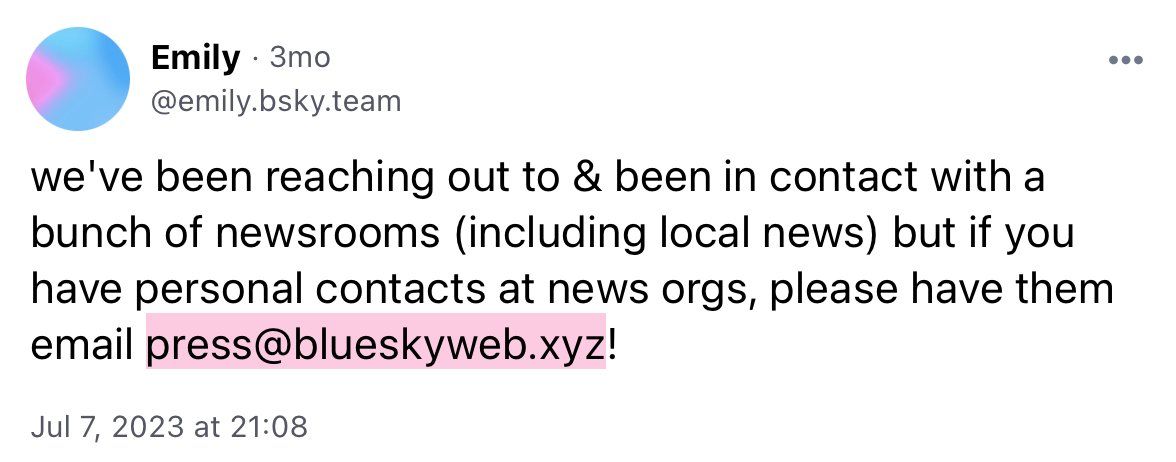 Emily · 3mo
@emily.bsky.team
we've been reaching out to & been in contact with a
bunch of newsrooms (including local news) but if you
have personal contacts at news orgs, please have them
email press@blueskyweb.xyz!
Jul 7, 2023 at 21:08